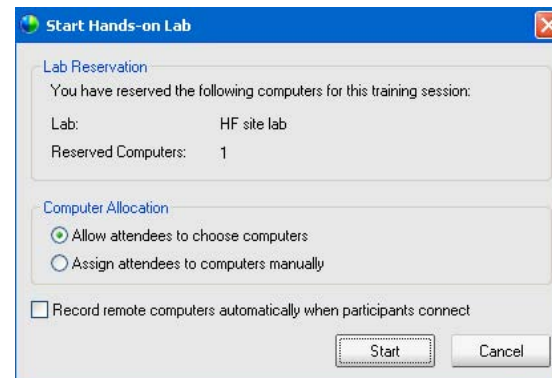 Start Hands-on Lab
Lab Reservation
You have reserved the following computers for this training session:
Lab: HF site lab
Reserved Computers: 1
Computer Allocation
Allow attendees to choose computers
Assign attendees to computers manually
Record remote computers automatically when participants connect
Start Cancel